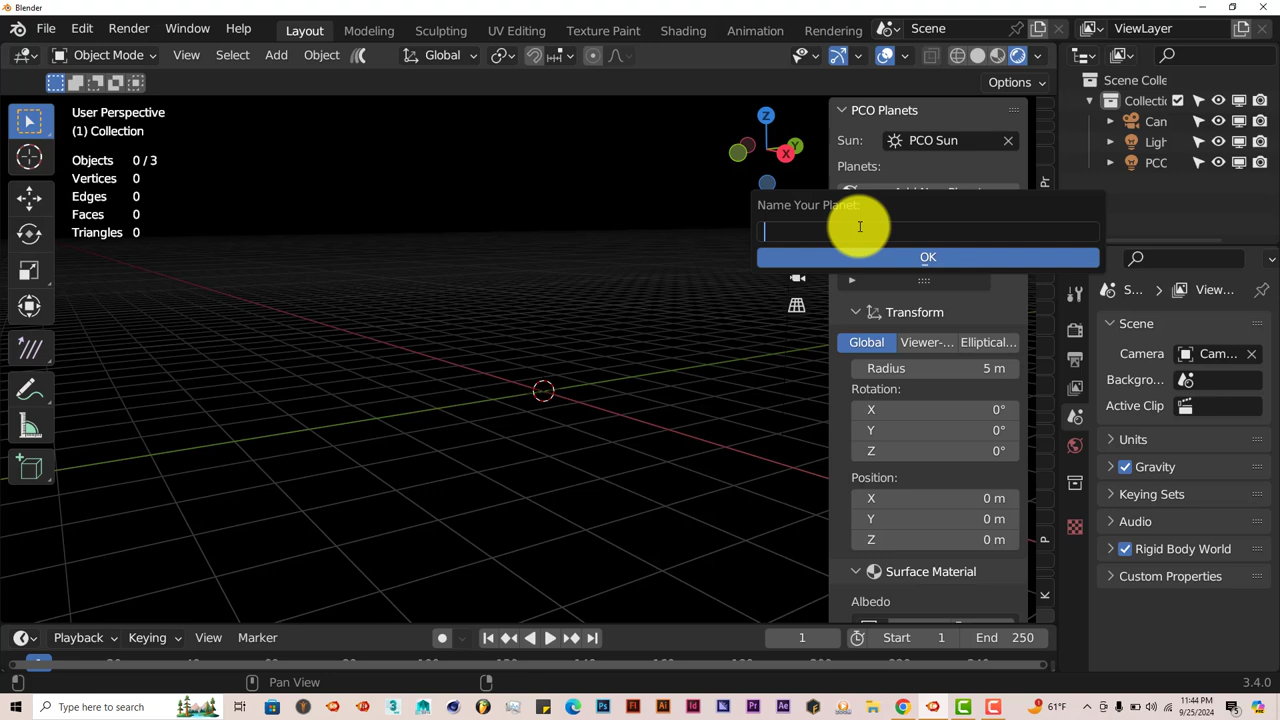 Blender
File Edit Render Window Help Layout Modeling Sculpting UV Editing Texture Paint Shading Animation Rendering Scene ViewLayer
Object Mode View Select Add Object Global
Options
User Perspective
(1) Collection
Objects 0 / 3
Vertices 0
Edges 0
Faces 0
Triangles 0
Z
Y
X
PCO Planets
Sun: PCO Sun
Planets:
Name Your Planet:
OK
Transform
Global Viewer-... Elliptical...
Radius 5 m
Rotation:
X 0°
Y 0°
Z 0°
Position:
X 0 m
Y 0 m
Z 0 m
Surface Material
Albedo
Pr
P
K
Scene Colle
Collecti
Can
Ligh
PCC
S... > View...
Scene
Camera Cam...
Backgro...
Active Clip
Units
Gravity
Keying Sets
Audio
Rigid Body World
Custom Properties
Playback Keying View Marker 1 Start 1 End 250
Pan View 3.4.0
Type here to search 61°F 11:44 PM
9/25/2024